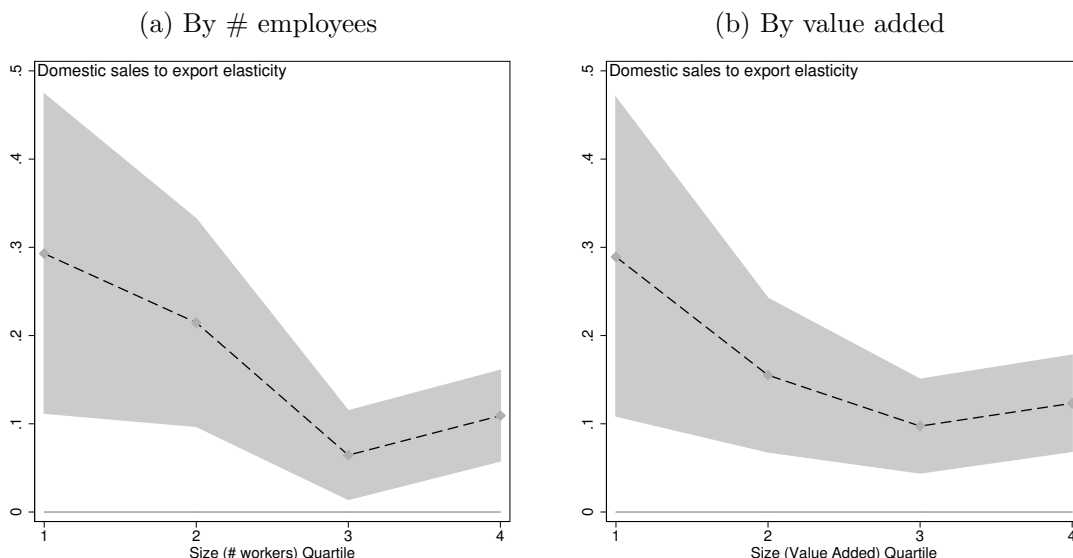 (a) By # employees
Domestic sales to export elasticity
.5
.4
.3
.2
.1
0
1 2 3 4
Size (# workers) Quartile
(b) By value added
Domestic sales to export elasticity
.5
.4
.3
.2
.1
0
1 2 3 4
Size (Value Added) Quartile